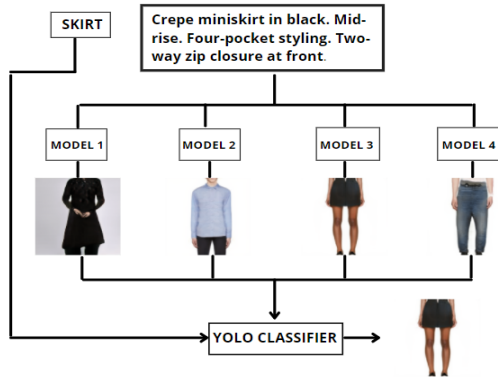 SKIRT
Crepe miniskirt in black. Mid-
rise. Four-pocket styling. Two-
way zip closure at front.
MODEL 1
MODEL 2
MODEL 3
MODEL 4
YOLO CLASSIFIER